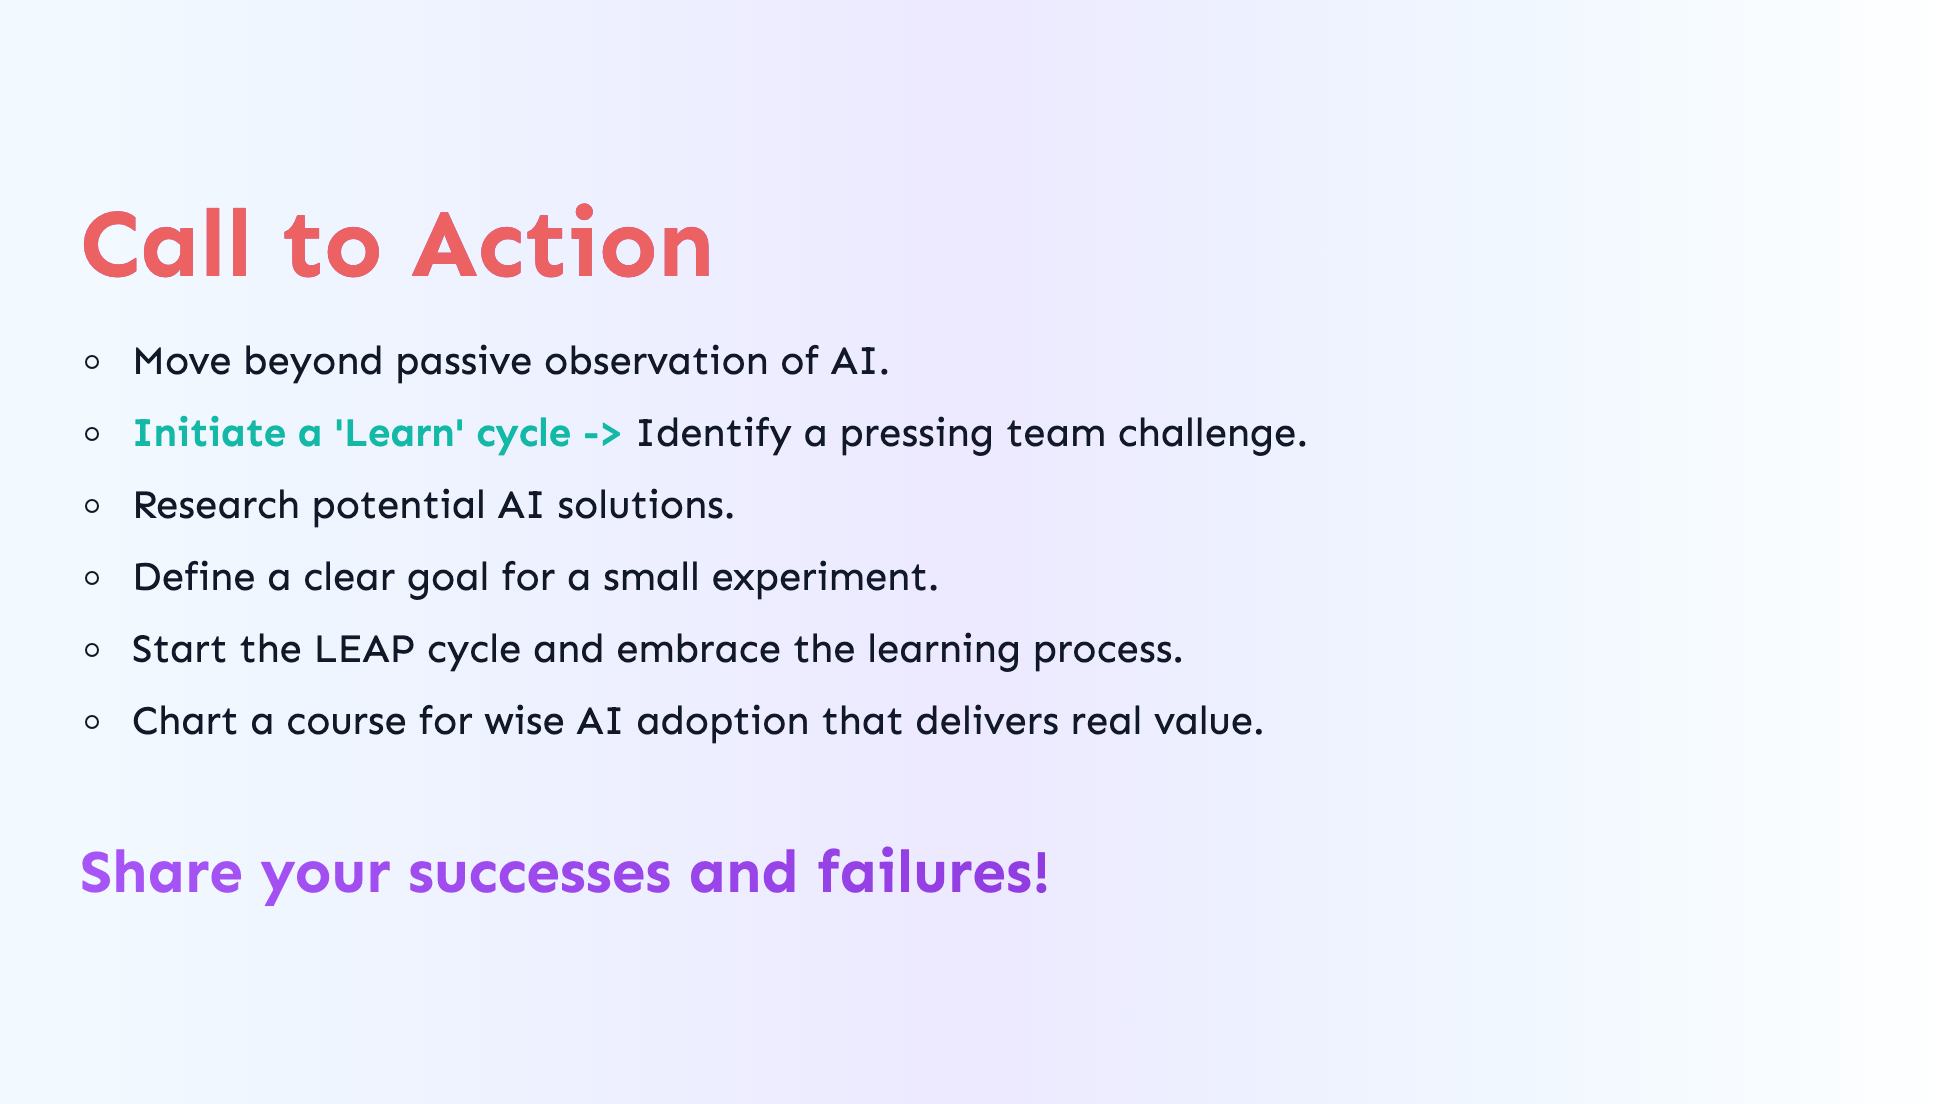 Call to Action
Move beyond passive observation of AI.
Initiate a 'Learn' cycle -> Identify a pressing team challenge.
Research potential AI solutions.
Define a clear goal for a small experiment.
Start the LEAP cycle and embrace the learning process.
Chart a course for wise AI adoption that delivers real value.
Share your successes and failures!